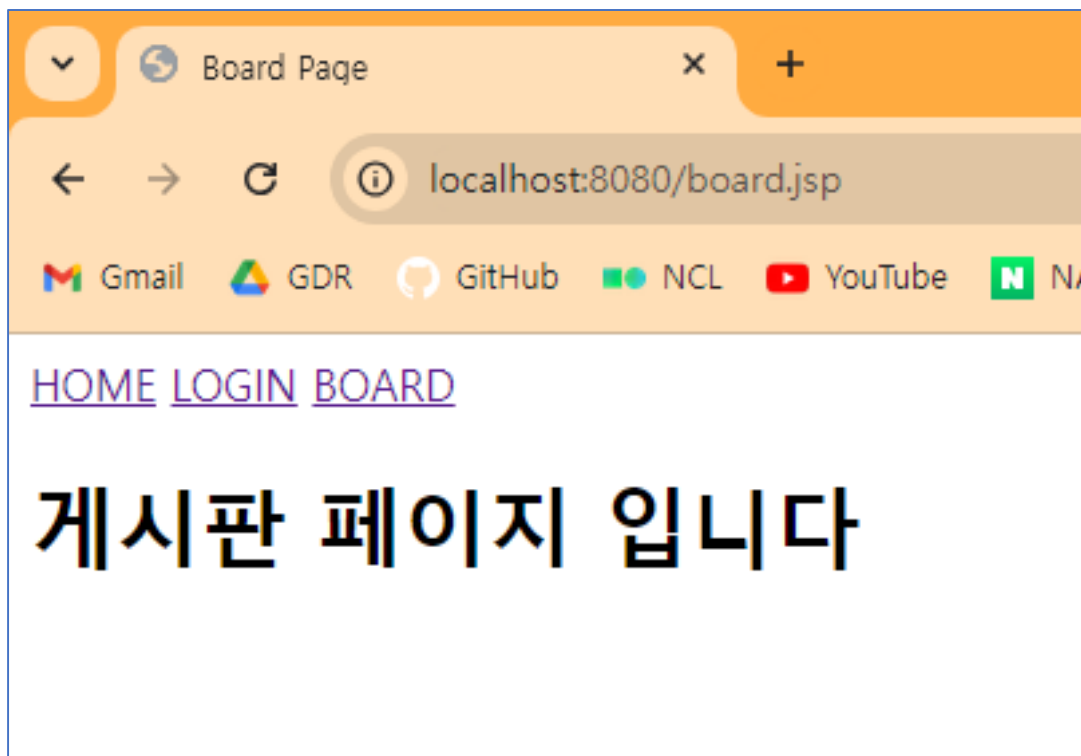 Board Page
localhost:8080/board.jsp
Gmail GDR GitHub NCL YouTube N NA
HOME LOGIN BOARD
게시판 페이지 입니다